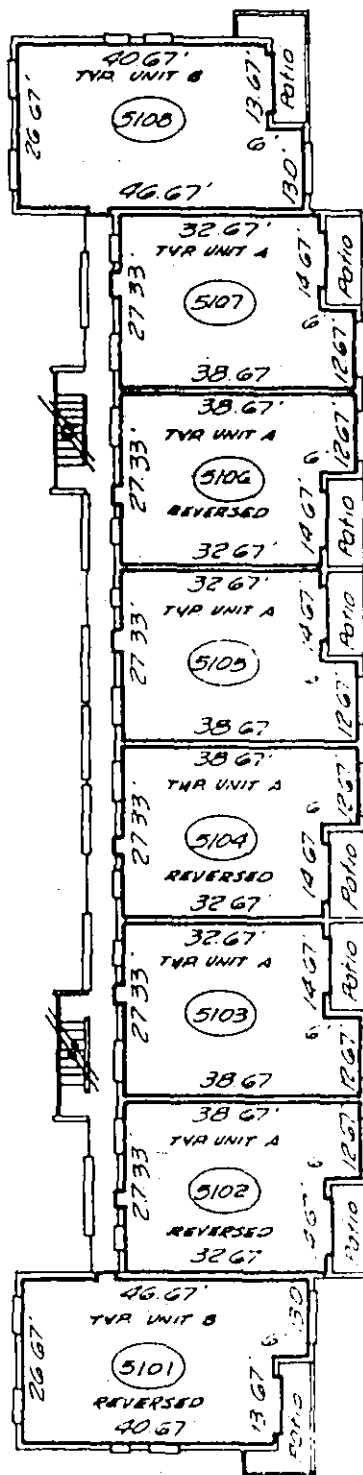 40.67'
TYP. UNIT B
5108
26.67'
13.67'
Patio
6'
13.0'
46.67'
32.67'
TYP. UNIT A
5107
27.33'
14.67'
Patio
6'
12.67'
38.67
38.67'
TYP. UNIT A
5106
REVERSED
27.33'
6'
12.67'
14.67'
Patio
32.67'
32.67'
TYP. UNIT A
5105
27.33'
14.67'
Patio
12.67'
38.67
38.67'
TYP. UNIT A
5104
REVERSED
27.33'
6'
12.67'
14.67
Patio
32.67'
32.67'
TYP. UNIT A
5103
27.33'
14.67'
Patio
6'
12.67'
38.67
38.67'
TYP. UNIT A
5102
REVERSED
27.33'
6'
12.67'
Patio
32.67
46.67'
TYP. UNIT B
5101
REVERSED
26.67'
13.0
6'
13.67'
Patio
40.67